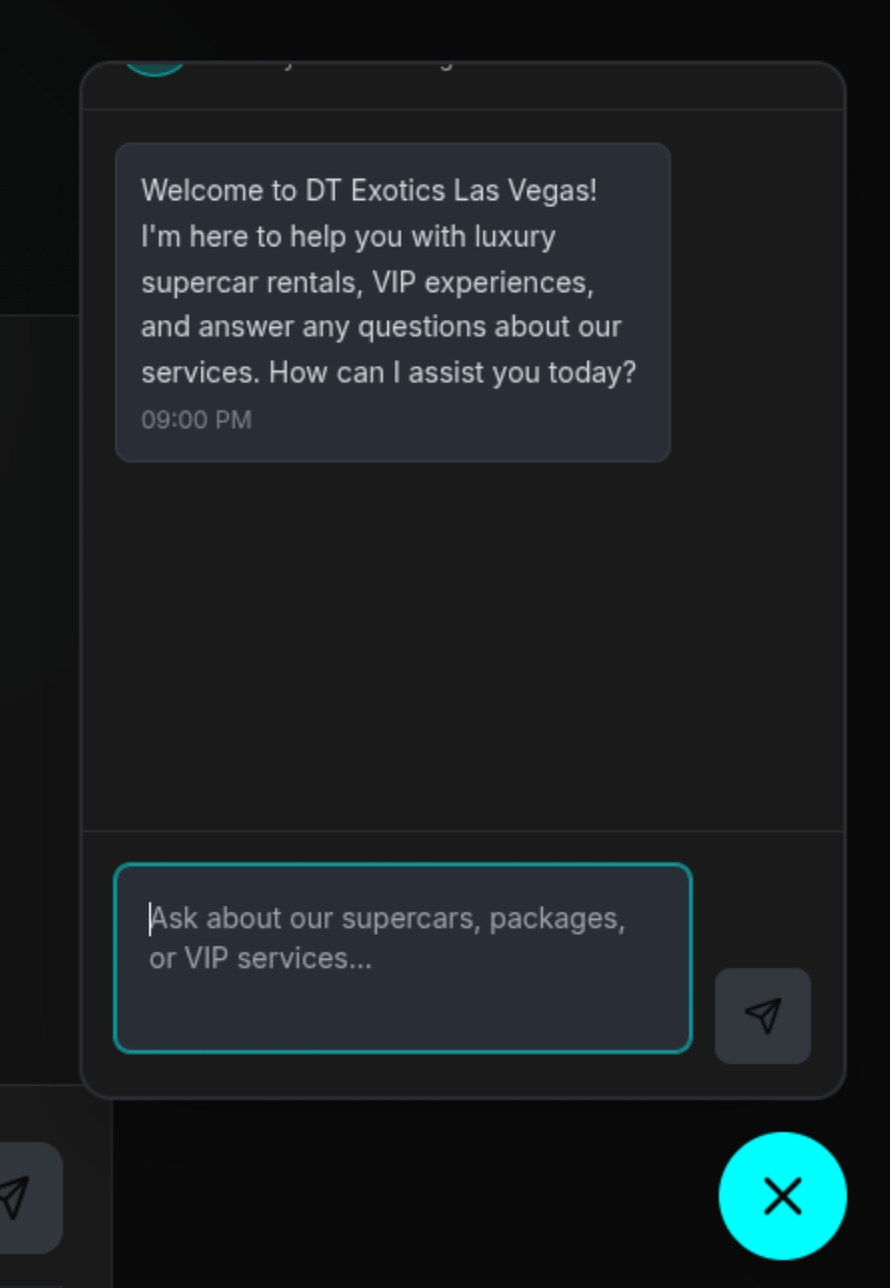 Welcome to DT Exotics Las Vegas!
I'm here to help you with luxury
supercar rentals, VIP experiences,
and answer any questions about our
services. How can I assist you today?
09:00 PM
Ask about our supercars, packages,
or VIP services...